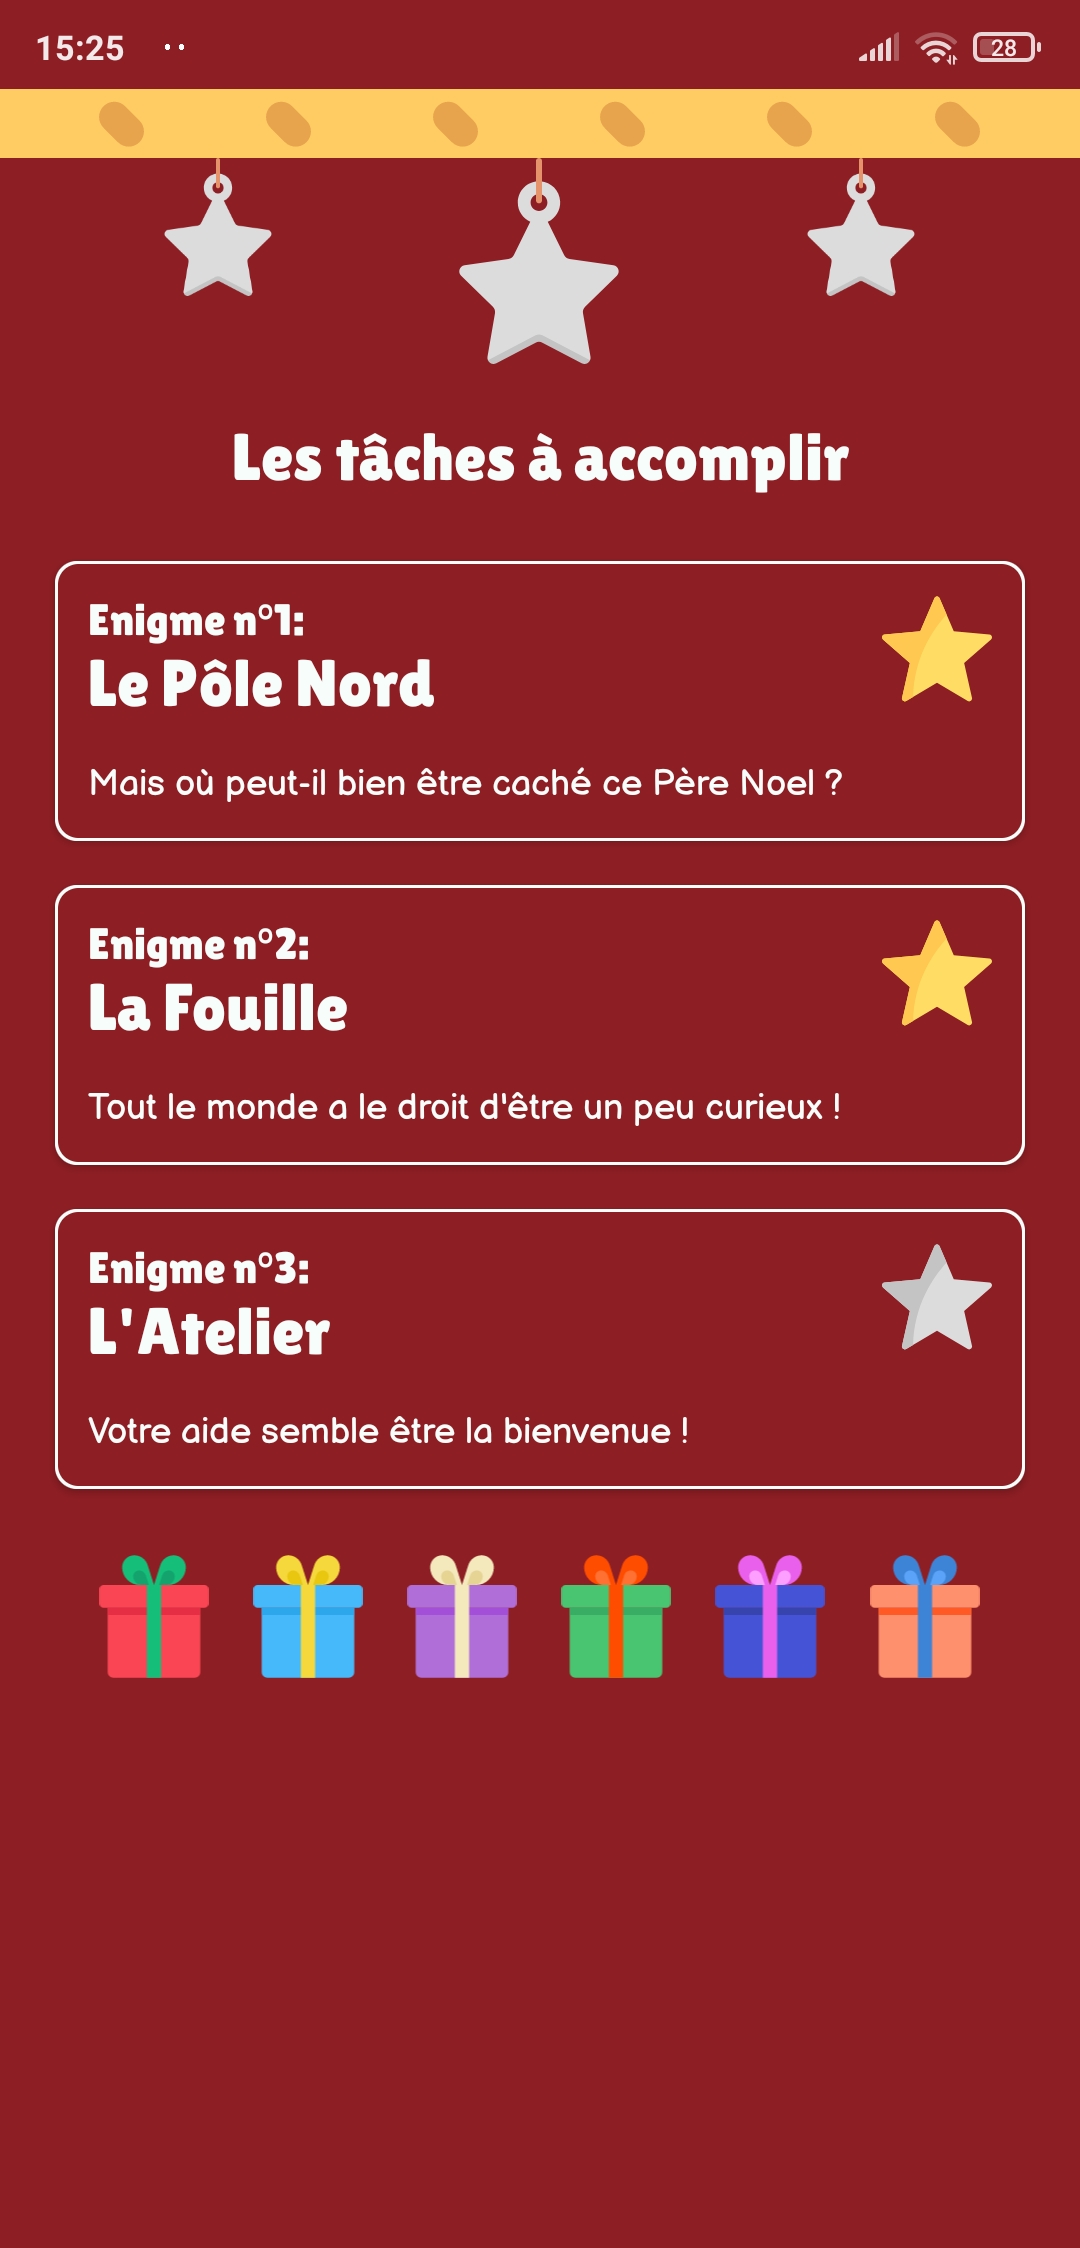 15:25
28
Les tâches à accomplir
Enigme n°1:
Le Pôle Nord
Mais où peut-il bien être caché ce Père Noel ?
Enigme n°2:
La Fouille
Tout le monde a le droit d'être un peu curieux !
Enigme n°3:
L'Atelier
Votre aide semble être la bienvenue !